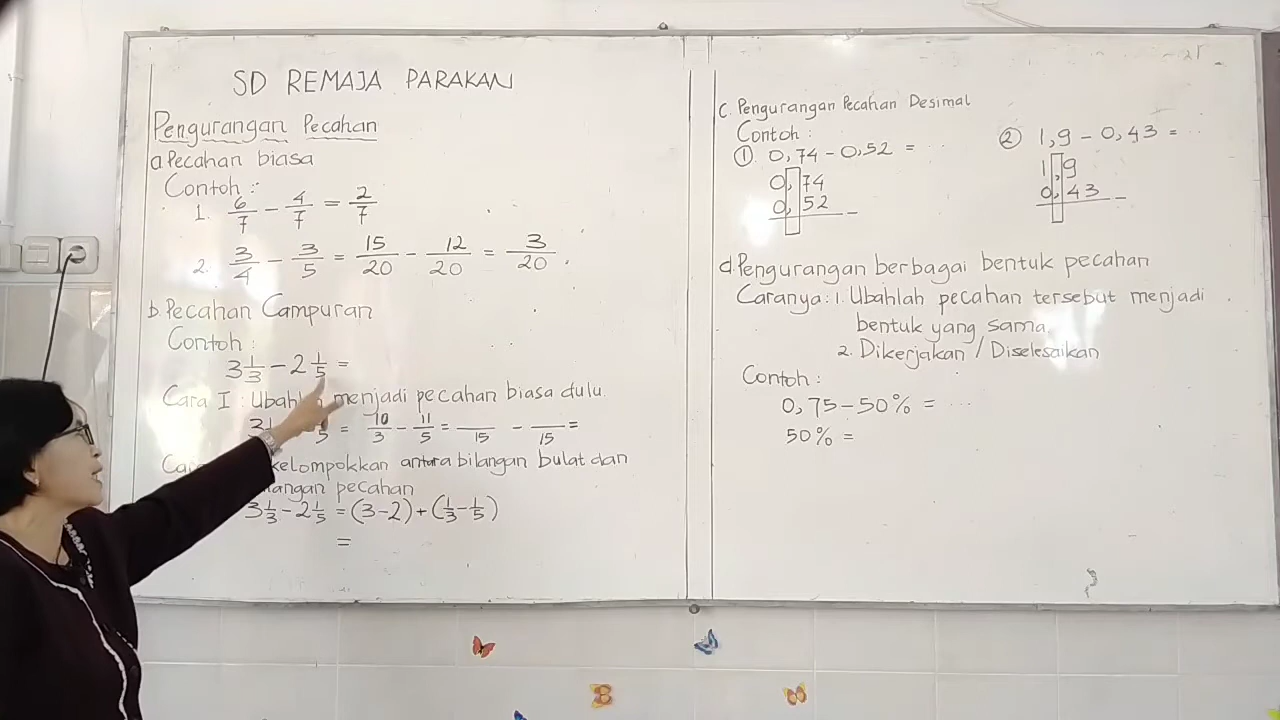 SD REMAJA PARAKAN
Pengurangan Pecahan
a. Pecahan biasa
Contoh :
1. 6/7 - 4/7 = 2/7
2. 3/4 - 3/5 = 15/20 - 12/20 = 3/20.
b. Pecahan Campuran
Contoh :
3 1/3 - 2 1/5 =
Cara I : menjadi pecahan biasa dulu.
= 10/3 - 11/5 = /15 - /15 =
kelompokkan antara bilangan bulat dan
pecahan
3 1/3 - 2 1/5 = (3-2) + (1/3 - 1/5)
=
C. Pengurangan Pecahan Desimal
Contoh :
① 0,74 - 0,52 = ...
0,74
0,52 -
② 1,9 - 0,43 = ...
1,9
0,43 -
d. Pengurangan berbagai bentuk pecahan
Caranya : 1. Ubahlah pecahan tersebut menjadi
bentuk yang sama.
2. Dikerjakan / Diselesaikan
Contoh :
0,75 - 50% = ...
50% =